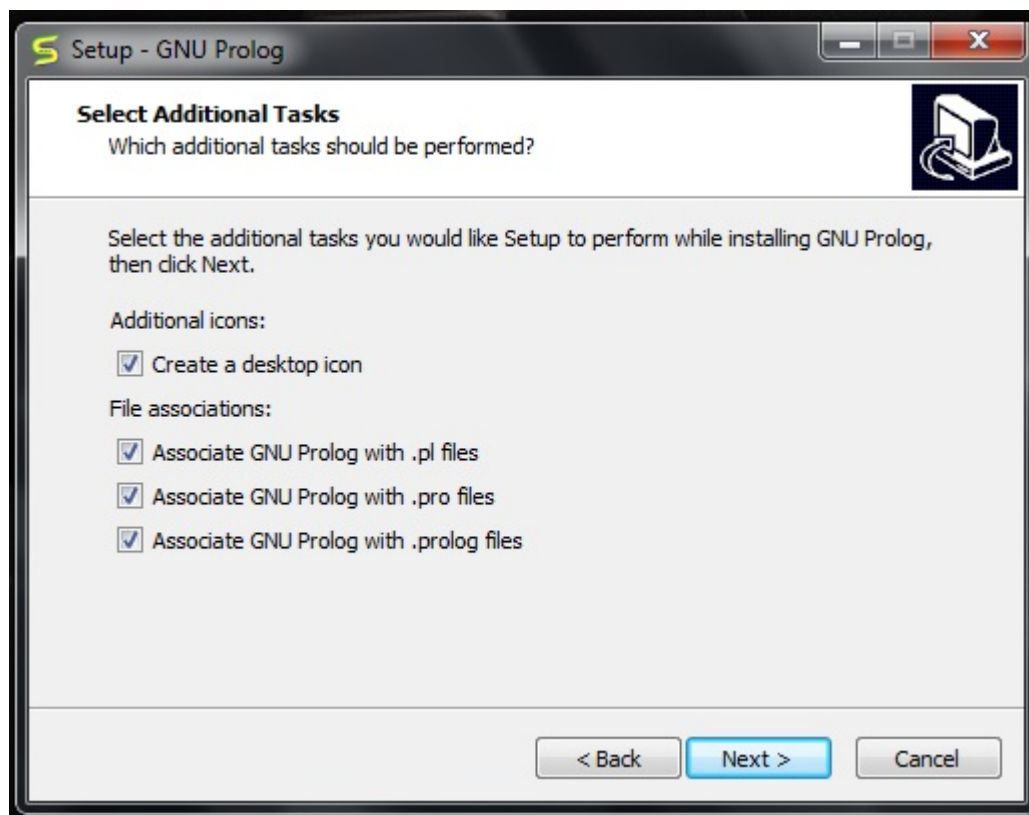 Setup - GNU Prolog
Select Additional Tasks
Which additional tasks should be performed?
Select the additional tasks you would like Setup to perform while installing GNU Prolog,
then click Next.
Additional icons:
Create a desktop icon
File associations:
Associate GNU Prolog with .pl files
Associate GNU Prolog with .pro files
Associate GNU Prolog with .prolog files
< Back Next > Cancel